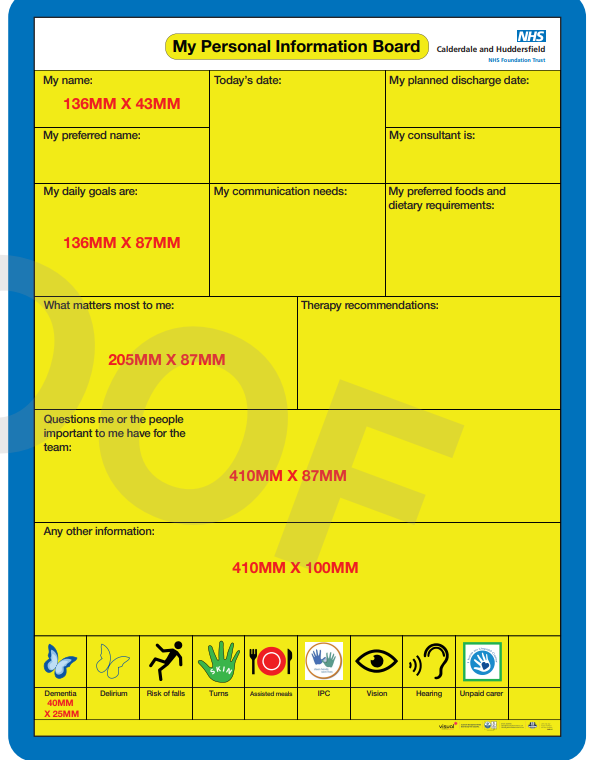 My Personal Information Board
NHS
Calderdale and Huddersfield
NHS Foundation Trust
My name:
136MM X 43MM
Today's date:
My planned discharge date:
My preferred name:
My consultant is:
My daily goals are:
136MM X 87MM
My communication needs:
My preferred foods and
dietary requirements:
What matters most to me:
205MM X 87MM
Therapy recommendations:
Questions me or the people
important to me have for the
team:
410MM X 87MM
Any other information:
410MM X 100MM
OOF
SKIN
Dementia
40MM
X 25MM
Delirium
Risk of falls
Turns
Assisted meals
IPC
Vision
Hearing
Unpaid carer
visual